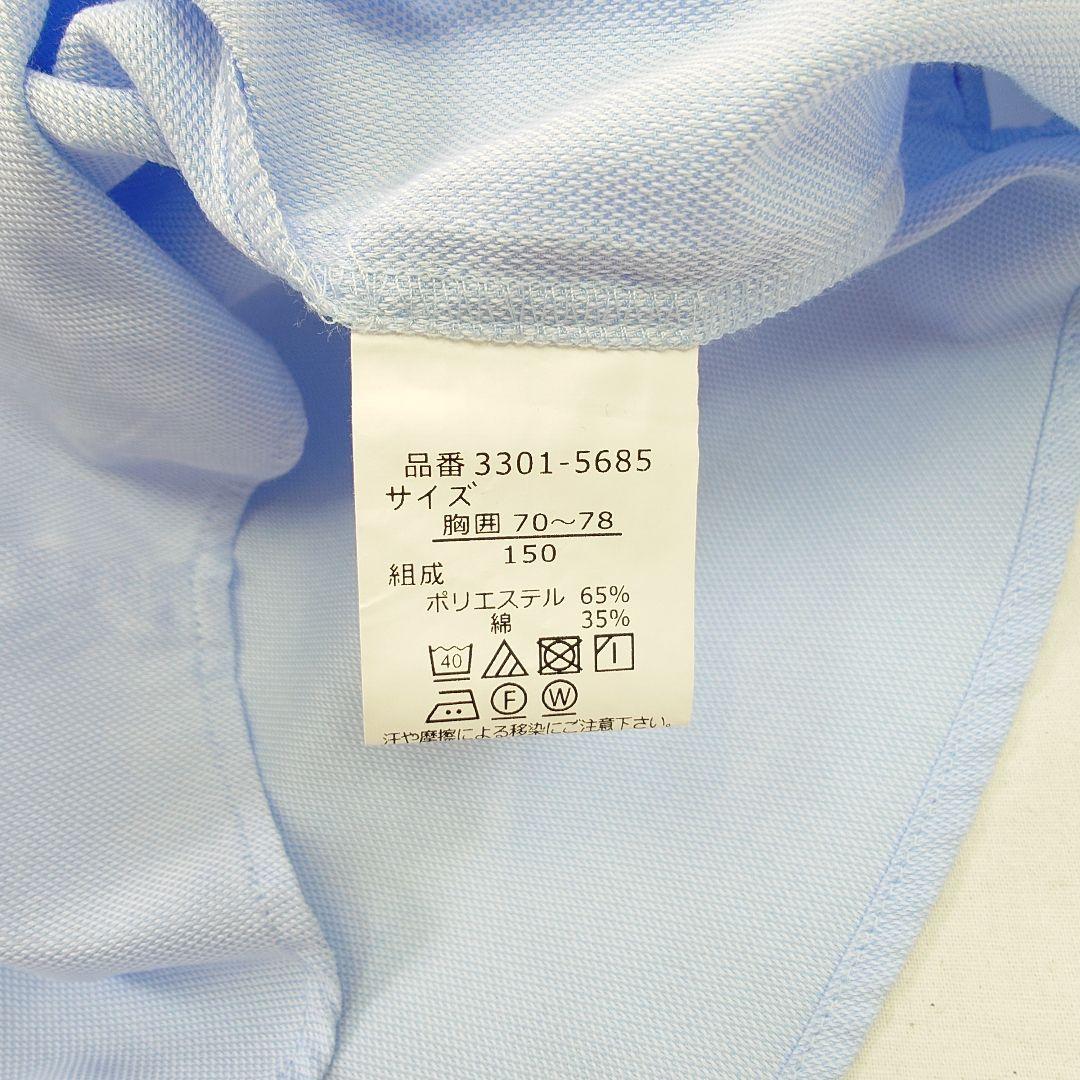 品番 3301-5685
サイズ
胸囲 70～78
150
組成
ポリエステル 65%
綿 35%
40
F W
汗や摩擦による移染にご注意下さい。